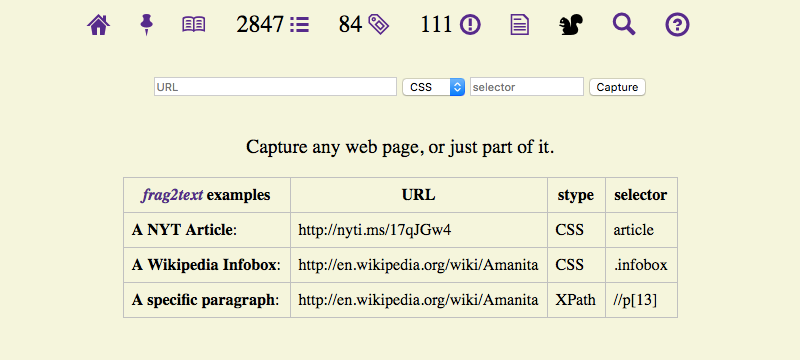 2847 84 111
URL CSS selector Capture
Capture any web page, or just part of it.
frag2text examples URL stype selector
A NYT Article: http://nyti.ms/17qJGw4 CSS article
A Wikipedia Infobox: http://en.wikipedia.org/wiki/Amanita CSS .infobox
A specific paragraph: http://en.wikipedia.org/wiki/Amanita XPath //p[13]